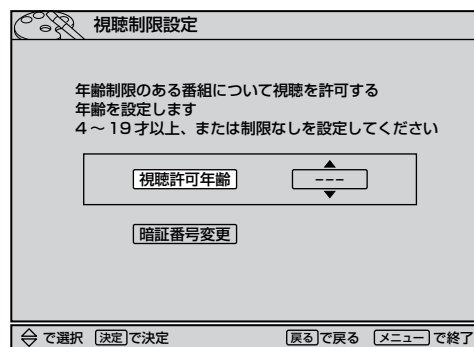 視聴制限設定
年齢制限のある番組について視聴を許可する
年齢を設定します
4～19才以上、または制限なしを設定してください
視聴許可年齢 ---
暗証番号変更
で選択 決定で決定 戻るで戻る メニューで終了